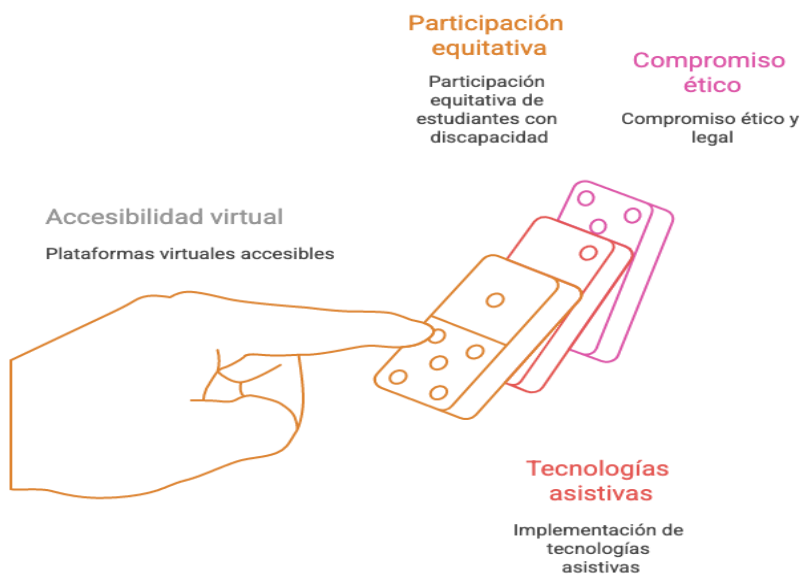 Participación
equitativa
Participación
equitativa de
estudiantes con
discapacidad
Compromiso
ético
Compromiso ético y
legal
Accesibilidad virtual
Plataformas virtuales accesibles
Tecnologías
asistivas
Implementación de
tecnologías
asistivas